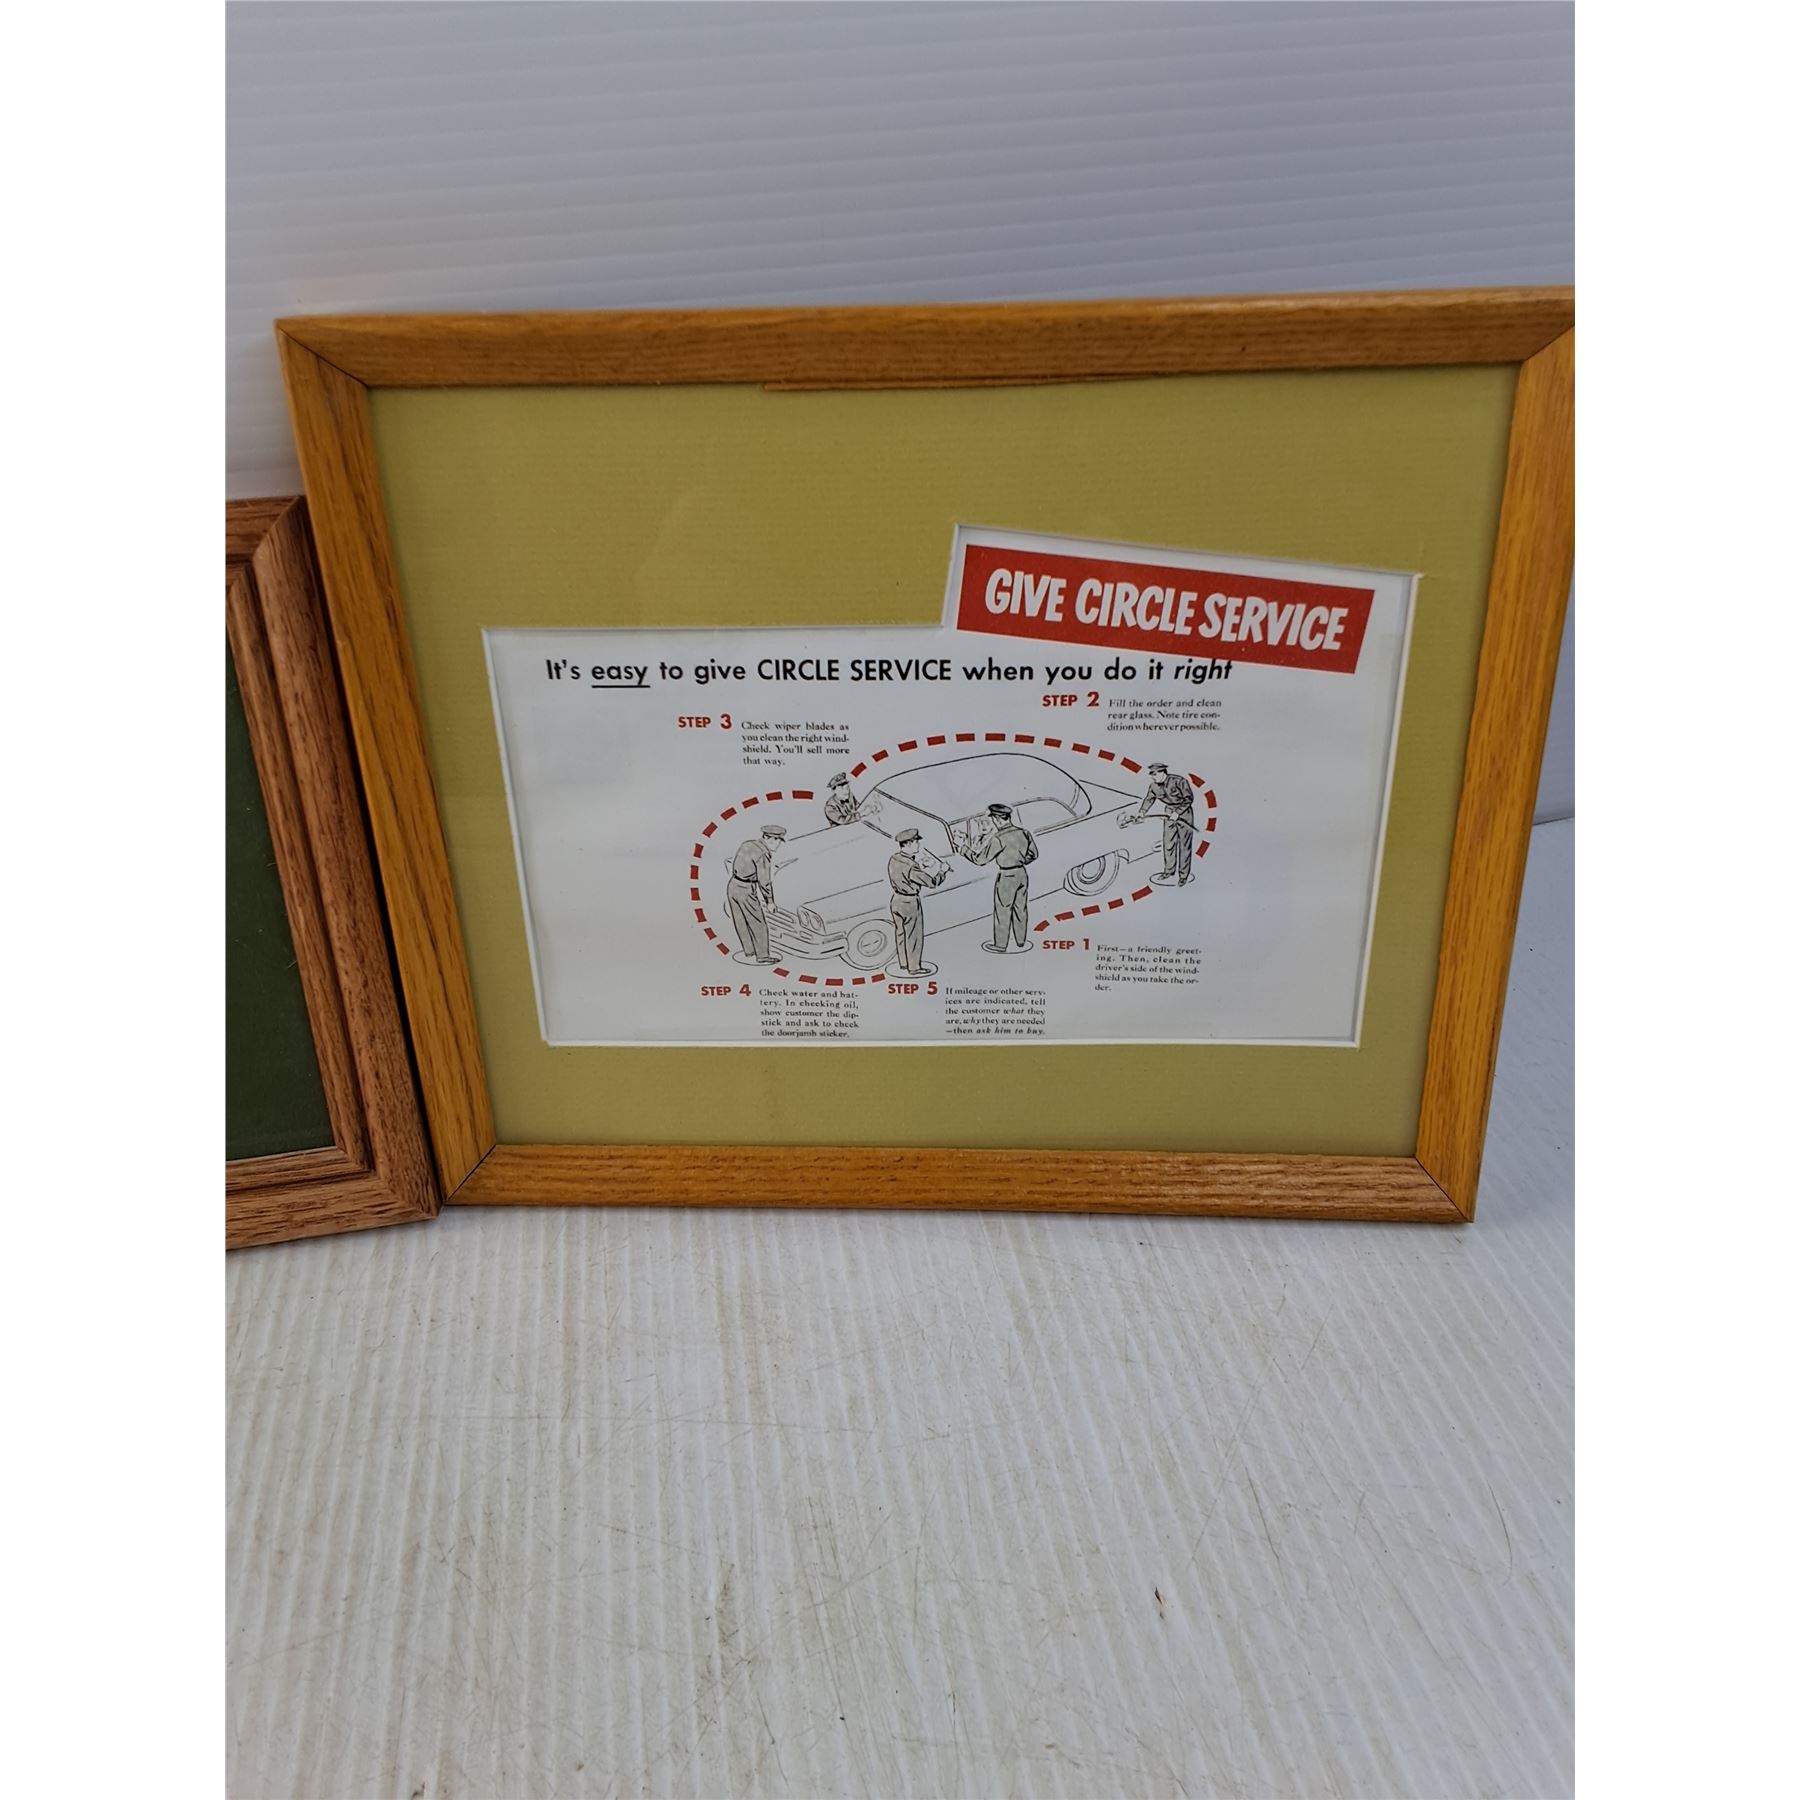 GIVE CIRCLE SERVICE
It's easy to give CIRCLE SERVICE when you do it right
STEP 2 Fill the order and clean
rear glass. Note tire con-
dition wherever possible.
STEP 3 Check wiper blades as
you clean the right wind-
shield. You'll sell more
that way.
STEP 1 First—a friendly greet-
ing. Then, clean the
driver's side of the wind-
shield as you take the or-
der.
STEP 4 Check water and bat-
tery. In checking oil,
show customer the dip-
stick and ask to check
the doorjamb sticker.
STEP 5 If mileage or other serv-
ices are indicated, tell
the customer what they
are, why they are needed
—then ask him to buy.